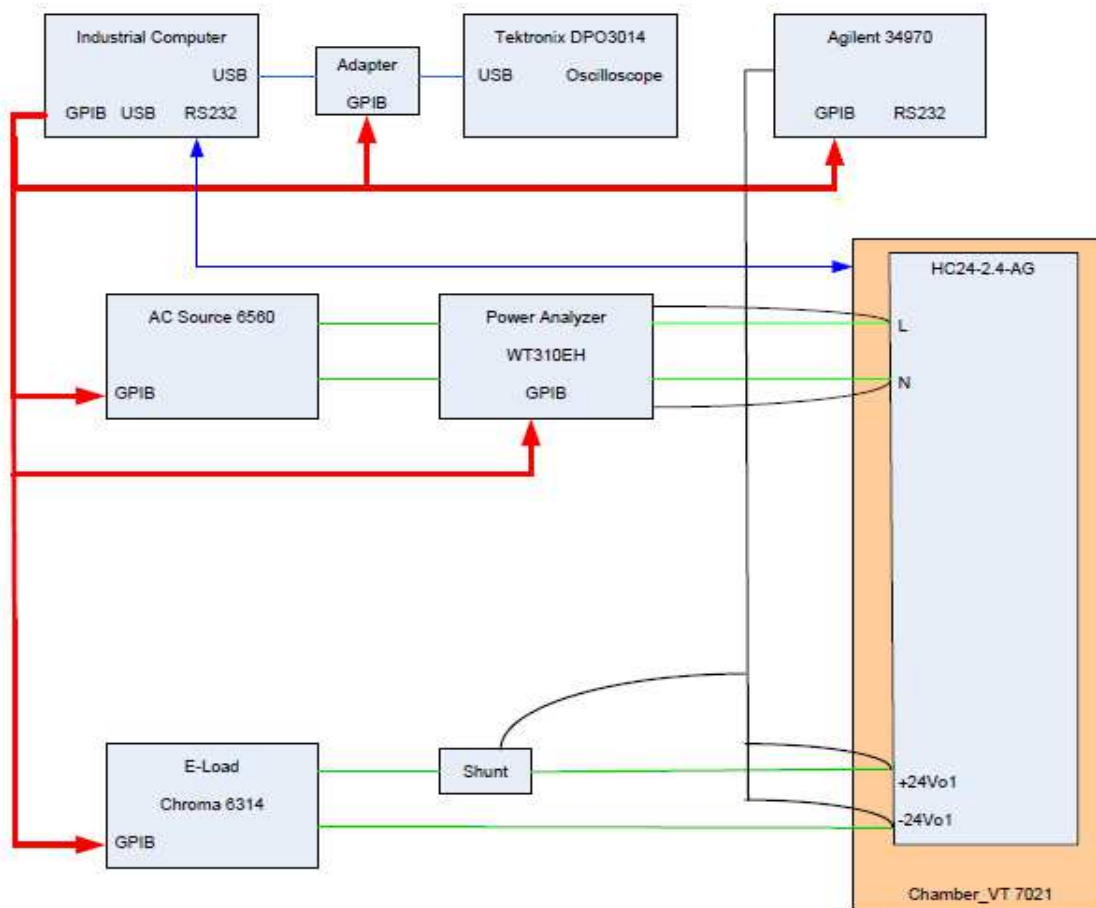 Industrial Computer
USB
GPIB USB RS232
Adapter
GPIB
Tektronix DPO3014
USB Oscilloscope
Agilent 34970
GPIB RS232
HC24-2.4-AG
AC Source 6560
GPIB
Power Analyzer
WT310EH
GPIB
L
N
E-Load
Chroma 6314
GPIB
Shunt
+24Vo1
-24Vo1
Chamber_VT 7021